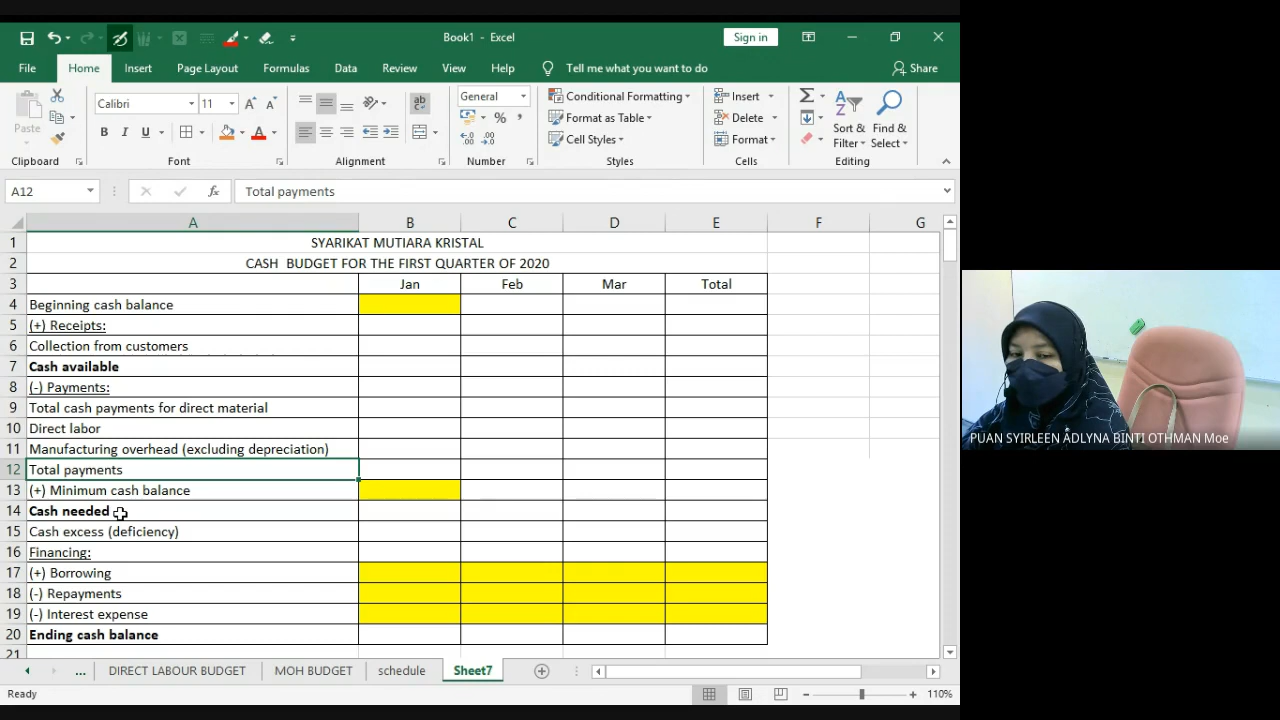 Book1 - Excel
Sign in
File Home Insert Page Layout Formulas Data Review View Help Tell me what you want to do Share
Paste
Calibri 11
B I U
A A
ab
General
% ,
Conditional Formatting
Format as Table
Cell Styles
Insert
Delete
Format
Sort & Filter
Find & Select
Clipboard Font Alignment Number Styles Cells Editing
A12 fx Total payments
A B C D E F G
1 SYARIKAT MUTIARA KRISTAL
2 CASH BUDGET FOR THE FIRST QUARTER OF 2020
3 Jan Feb Mar Total
4 Beginning cash balance
5 (+) Receipts:
6 Collection from customers
7 Cash available
8 (-) Payments:
9 Total cash payments for direct material
10 Direct labor
11 Manufacturing overhead (excluding depreciation)
12 Total payments
13 (+) Minimum cash balance
14 Cash needed
15 Cash excess (deficiency)
16 Financing:
17 (+) Borrowing
18 (-) Repayments
19 (-) Interest expense
20 Ending cash balance
21
... DIRECT LABOUR BUDGET MOH BUDGET schedule Sheet7
Ready 110%
PUAN SYIRLEEN ADLYNA BINTI OTHMAN Moe